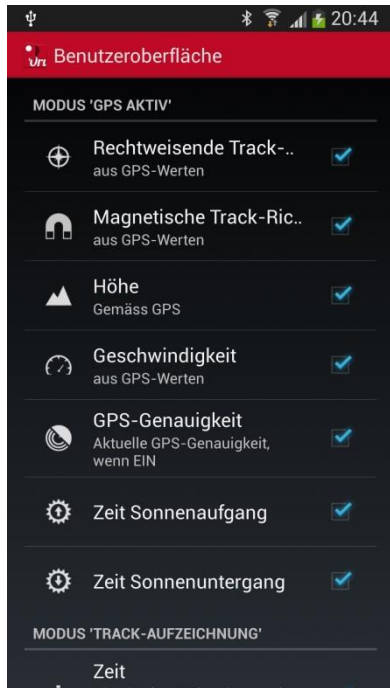 20:44
Benutzeroberfläche
MODUS 'GPS AKTIV'
Rechtweisende Track-..
aus GPS-Werten
Magnetische Track-Ric..
aus GPS-Werten
Höhe
Gemäss GPS
Geschwindigkeit
aus GPS-Werten
GPS-Genauigkeit
Aktuelle GPS-Genauigkeit,
wenn EIN
Zeit Sonnenaufgang
Zeit Sonnenuntergang
MODUS 'TRACK-AUFZEICHNUNG'
Zeit